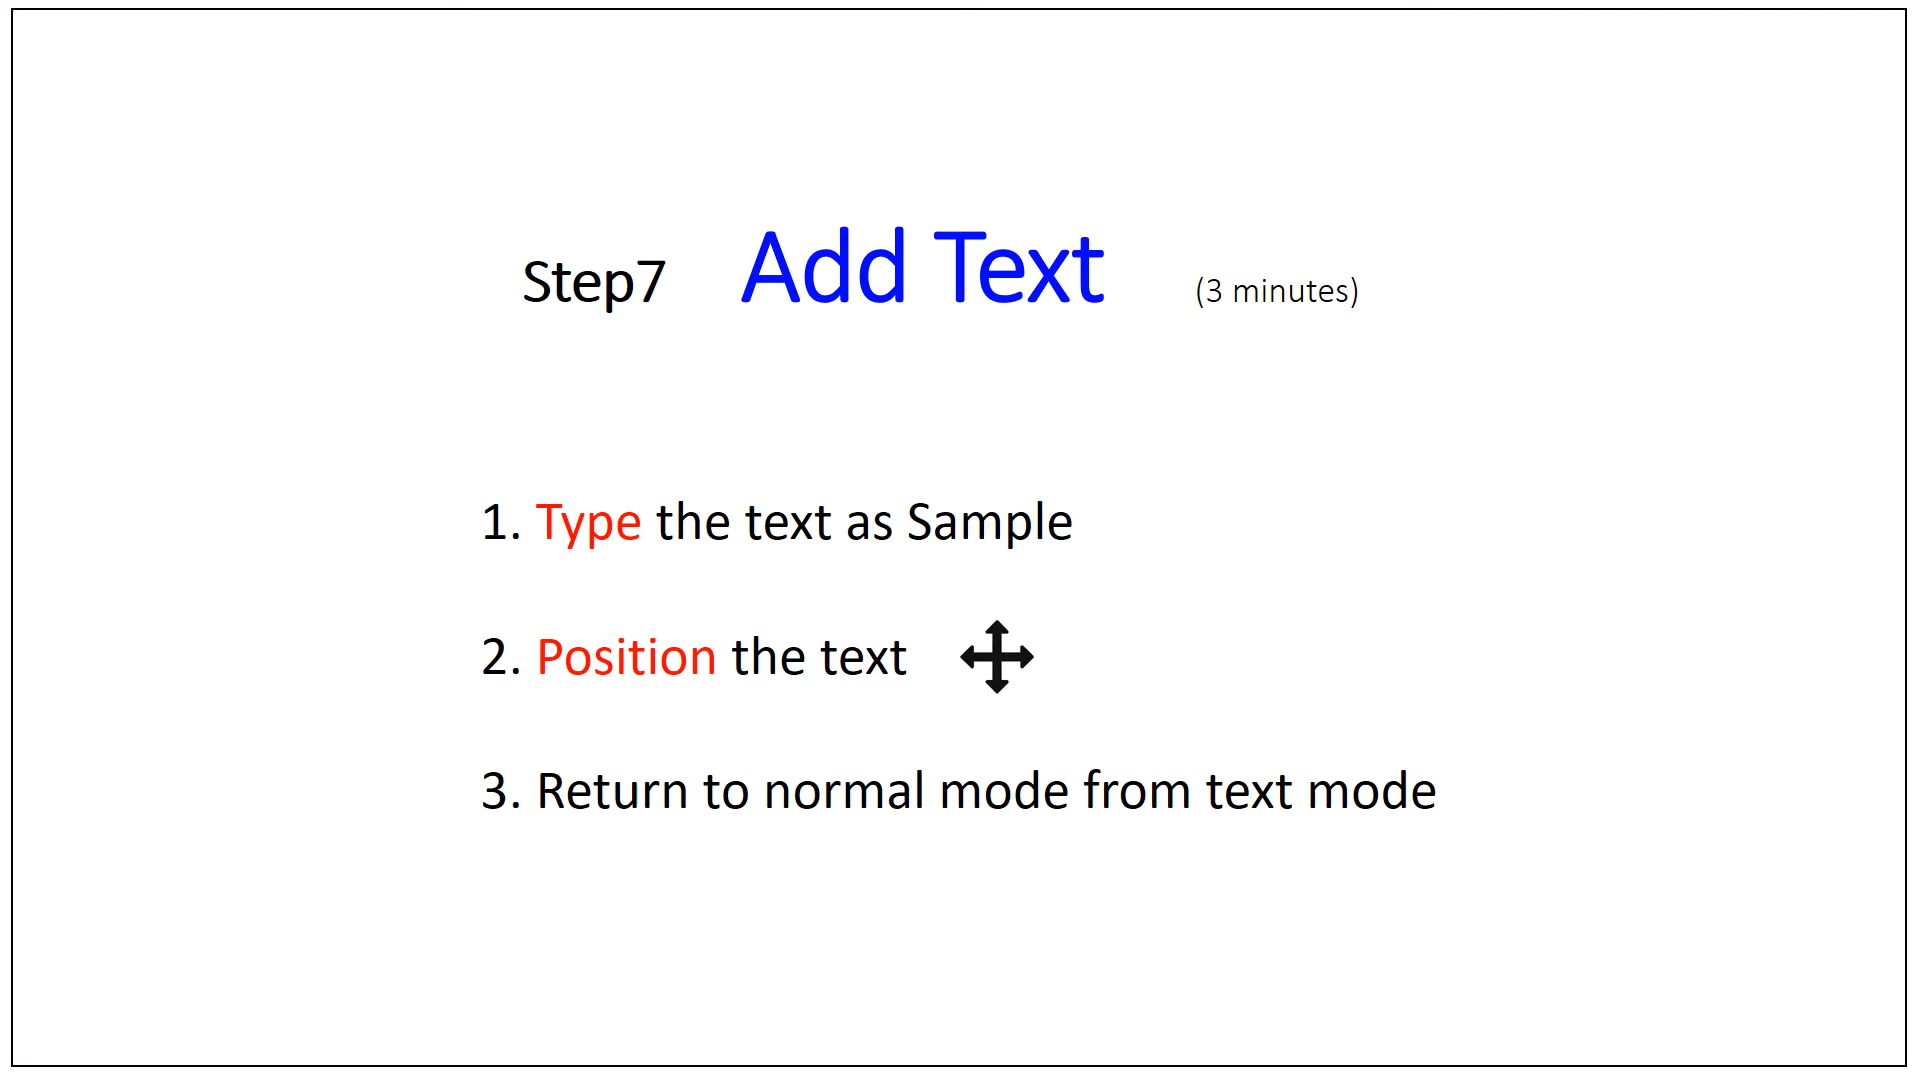 Step7 Add Text (3 minutes)
1. Type the text as Sample
2. Position the text
3. Return to normal mode from text mode